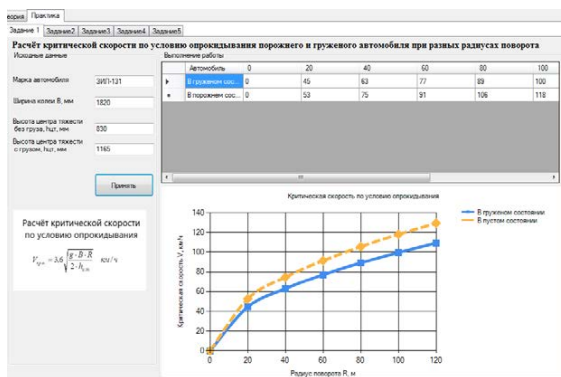 Теория Практика
Задание 1 Задание2 Задание3 Задание4 Задание5
Расчёт критической скорости по условию опрокидывания порожнего и груженого автомобиля при разных радиусах поворота
Исходные данные
Марка автомобиля ЗИЛ-131
Ширина колеи В, мм 1820
Высота центра тяжести
без груза, hцт, мм 830
Высота центра тяжести
с грузом, hцт, мм 1165
Принять
Расчёт критической скорости
по условию опрокидывания
км/ч
Выполнение работы
Автомобиль 0 20 40 60 80 100
В груженом сос... 0 45 63 77 89 100
В порожнем сос... 0 53 75 91 106 118
Критическая скорость по условию опрокидывания
В груженом состоянии
В пустом состоянии
Критическая скорость V, км/ч
140
120
100
80
60
40
20
0
0 20 40 60 80 100 120
Радиус поворота R, м